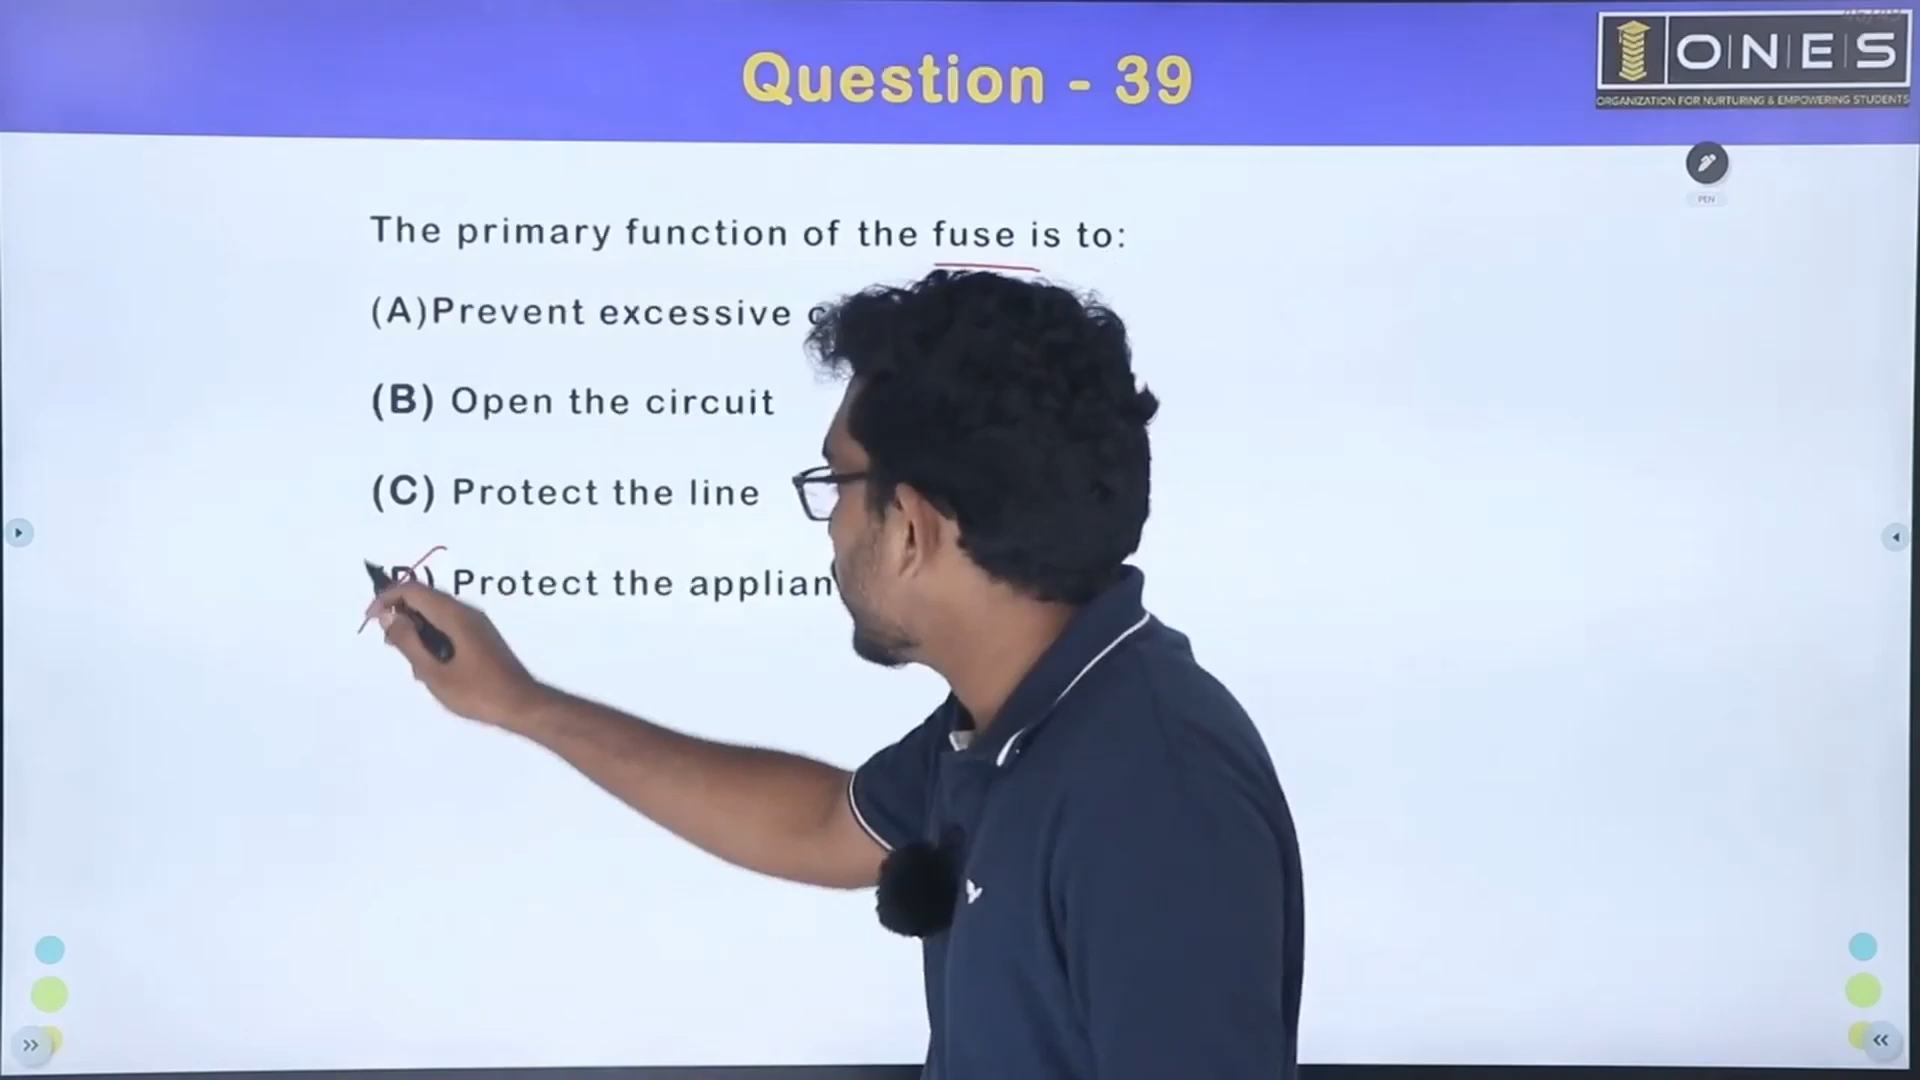 Question - 39
ONES
ORGANIZATION FOR NURTURING & EMPOWERING STUDENTS
PEN
The primary function of the fuse is to:
(A)Prevent excessive
(B) Open the circuit
(C) Protect the line
Protect the